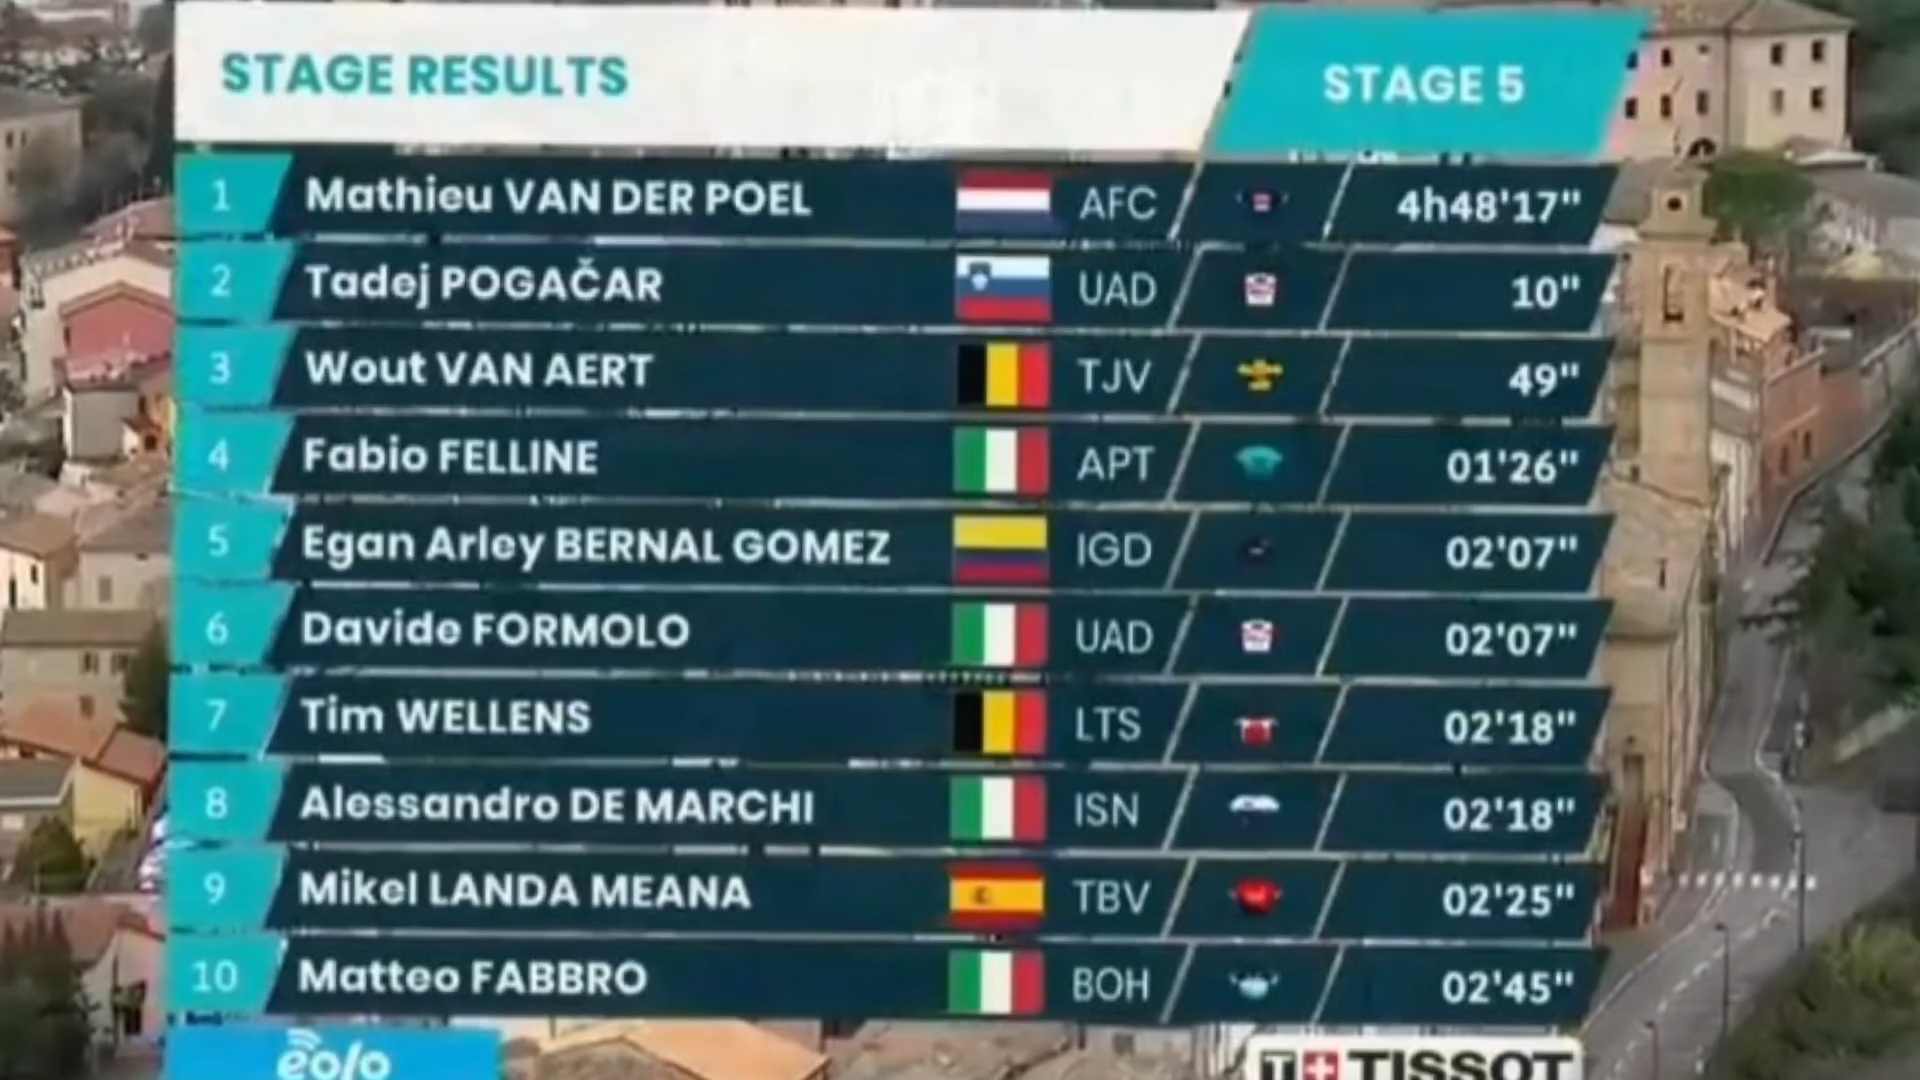 STAGE RESULTS STAGE 5
1 Mathieu VAN DER POEL AFC 4h48'17"
2 Tadej POGAČAR UAD 10"
3 Wout VAN AERT TJV 49"
4 Fabio FELLINE APT 01'26"
5 Egan Arley BERNAL GOMEZ IGD 02'07"
6 Davide FORMOLO UAD 02'07"
7 Tim WELLENS LTS 02'18"
8 Alessandro DE MARCHI ISN 02'18"
9 Mikel LANDA MEANA TBV 02'25"
10 Matteo FABBRO BOH 02'45"
eolo TISSOT